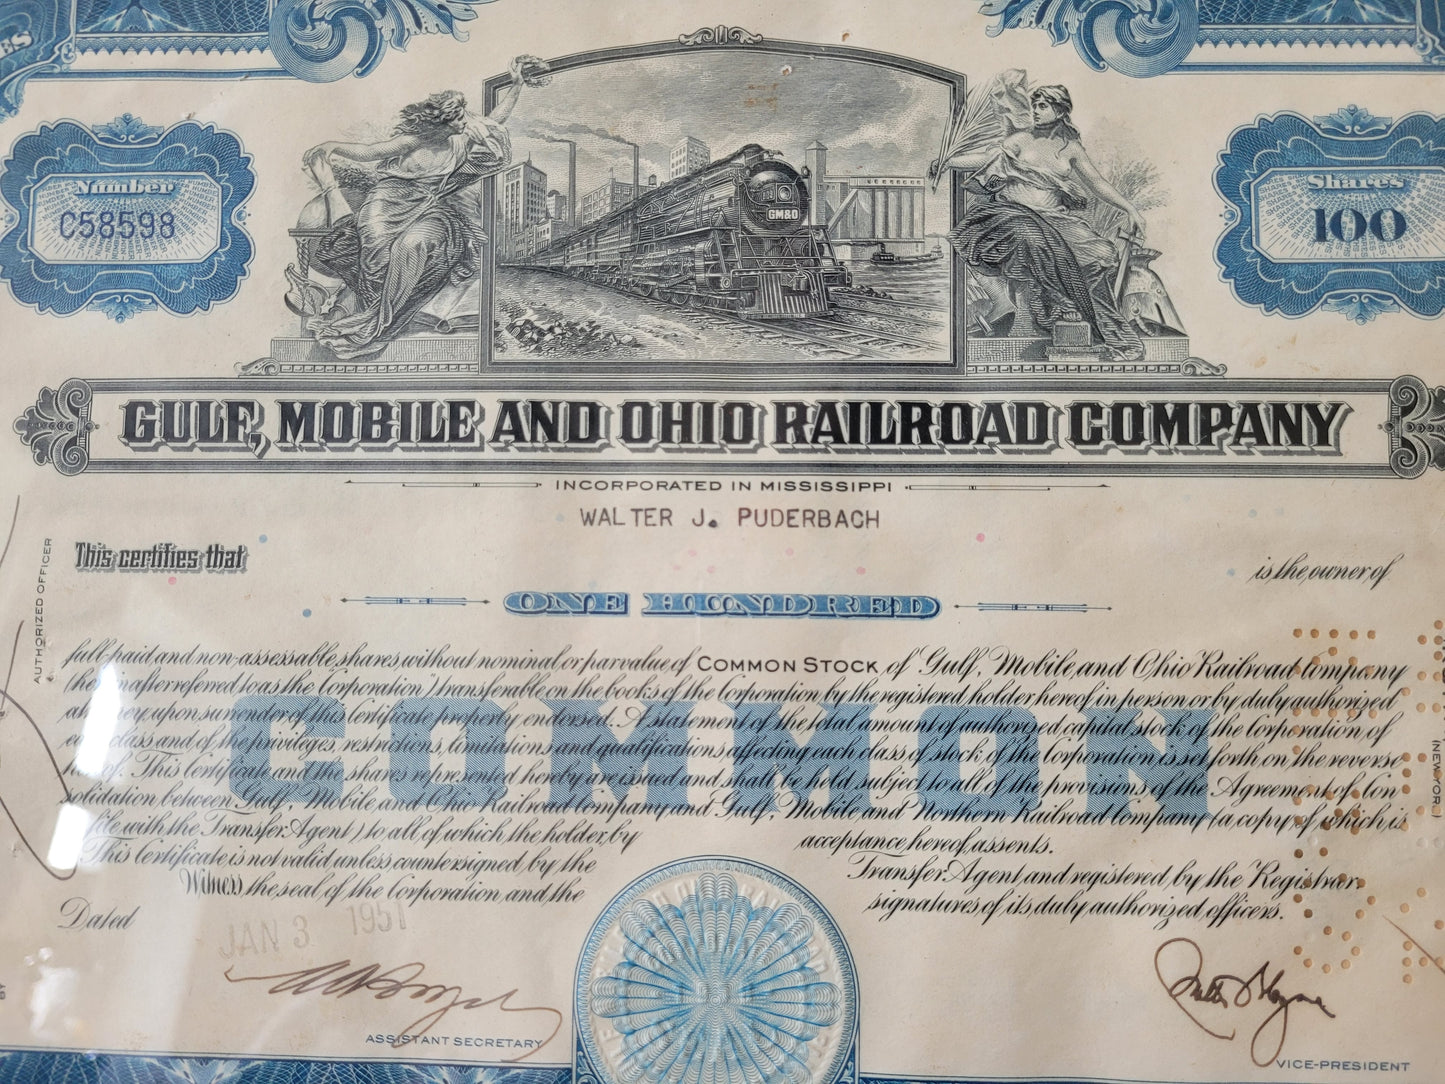 Number
C58598
GM&O
Shares
100
GULF, MOBILE AND OHIO RAILROAD COMPANY
INCORPORATED IN MISSISSIPPI
WALTER J. PUDERBACH
This certifies that
is the owner of
ONE HUNDRED
full-paid and non-assessable shares without nominal or par value of COMMON STOCK of Gulf, Mobile and Ohio Railroad Company
(hereinafter referred to as the "Corporation") transferable on the books of the Corporation by the registered holder hereof in person or by duly authorized
attorney upon surrender of this Certificate properly endorsed. A statement of the total amount of authorized capital stock of the Corporation of
each class and of the privileges, restrictions, limitations and qualifications affecting each class of stock of the Corporation is set forth on the reverse
hereof. This Certificate and the shares represented hereby are issued and shall be held subject to all of the provisions of the Agreement of Con-
solidation between Gulf, Mobile and Ohio Railroad Company and Gulf, Mobile and Northern Railroad Company (a copy of which is
file with the Transfer Agent) to all of which the holder, by acceptance hereof, assents.
This Certificate is not valid unless countersigned by the Transfer Agent and registered by the Registrar.
Witness the seal of the Corporation and the signatures of its duly authorized officers.
COMMON
Dated
JAN 3 1951
ASSISTANT SECRETARY
VICE-PRESIDENT
AUTHORIZED OFFICER